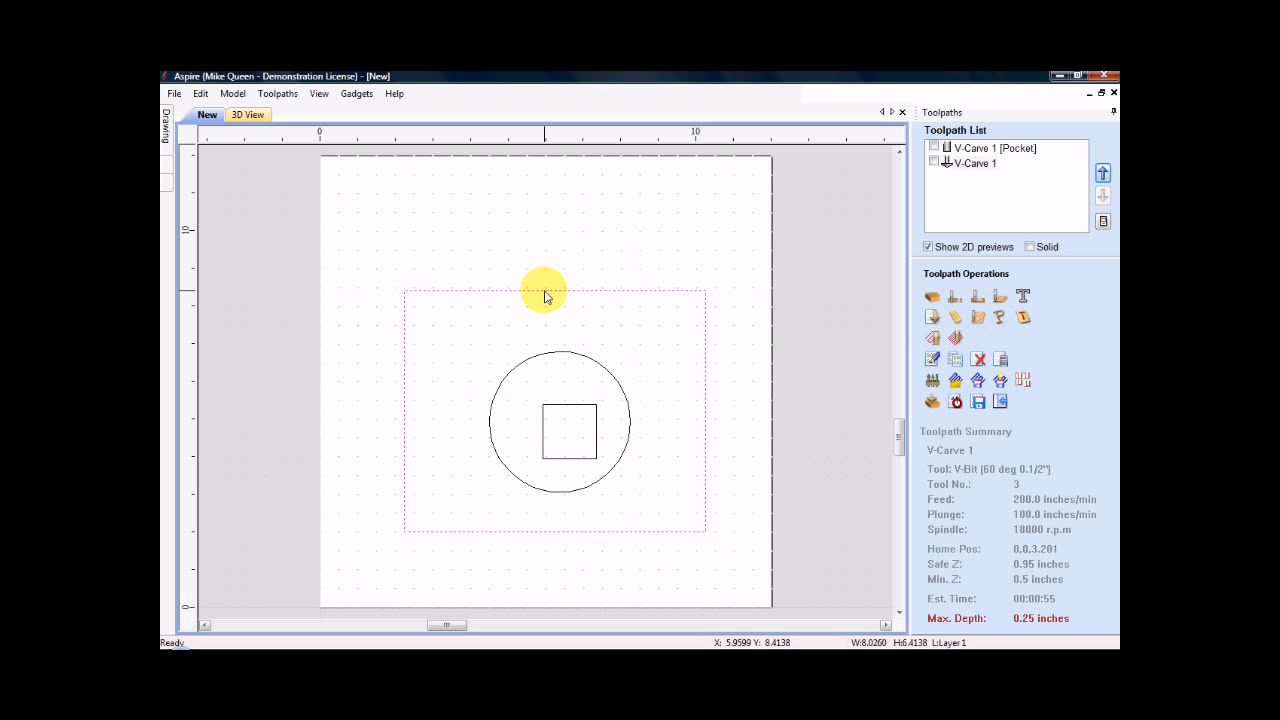 Aspire (Mike Queen - Demonstration License) - [New]
File Edit Model Toolpaths View Gadgets Help
Drawing
New 3D View
0 10
10
0
Toolpaths
Toolpath List
V-Carve 1 [Pocket]
V-Carve 1
Show 2D previews Solid
Toolpath Operations
Toolpath Summary
V-Carve 1
Tool: V-Bit (60 deg 0.1/2")
Tool No.: 3
Feed: 200.0 inches/min
Plunge: 100.0 inches/min
Spindle: 18000 r.p.m
Home Pos: 0,0,3.201
Safe Z: 0.95 inches
Min. Z: 0.5 inches
Est. Time: 00:00:55
Max. Depth: 0.25 inches
Ready X: 5.9599 Y: 8.4138 W:8.0260 H:6.4138 L:Layer 1